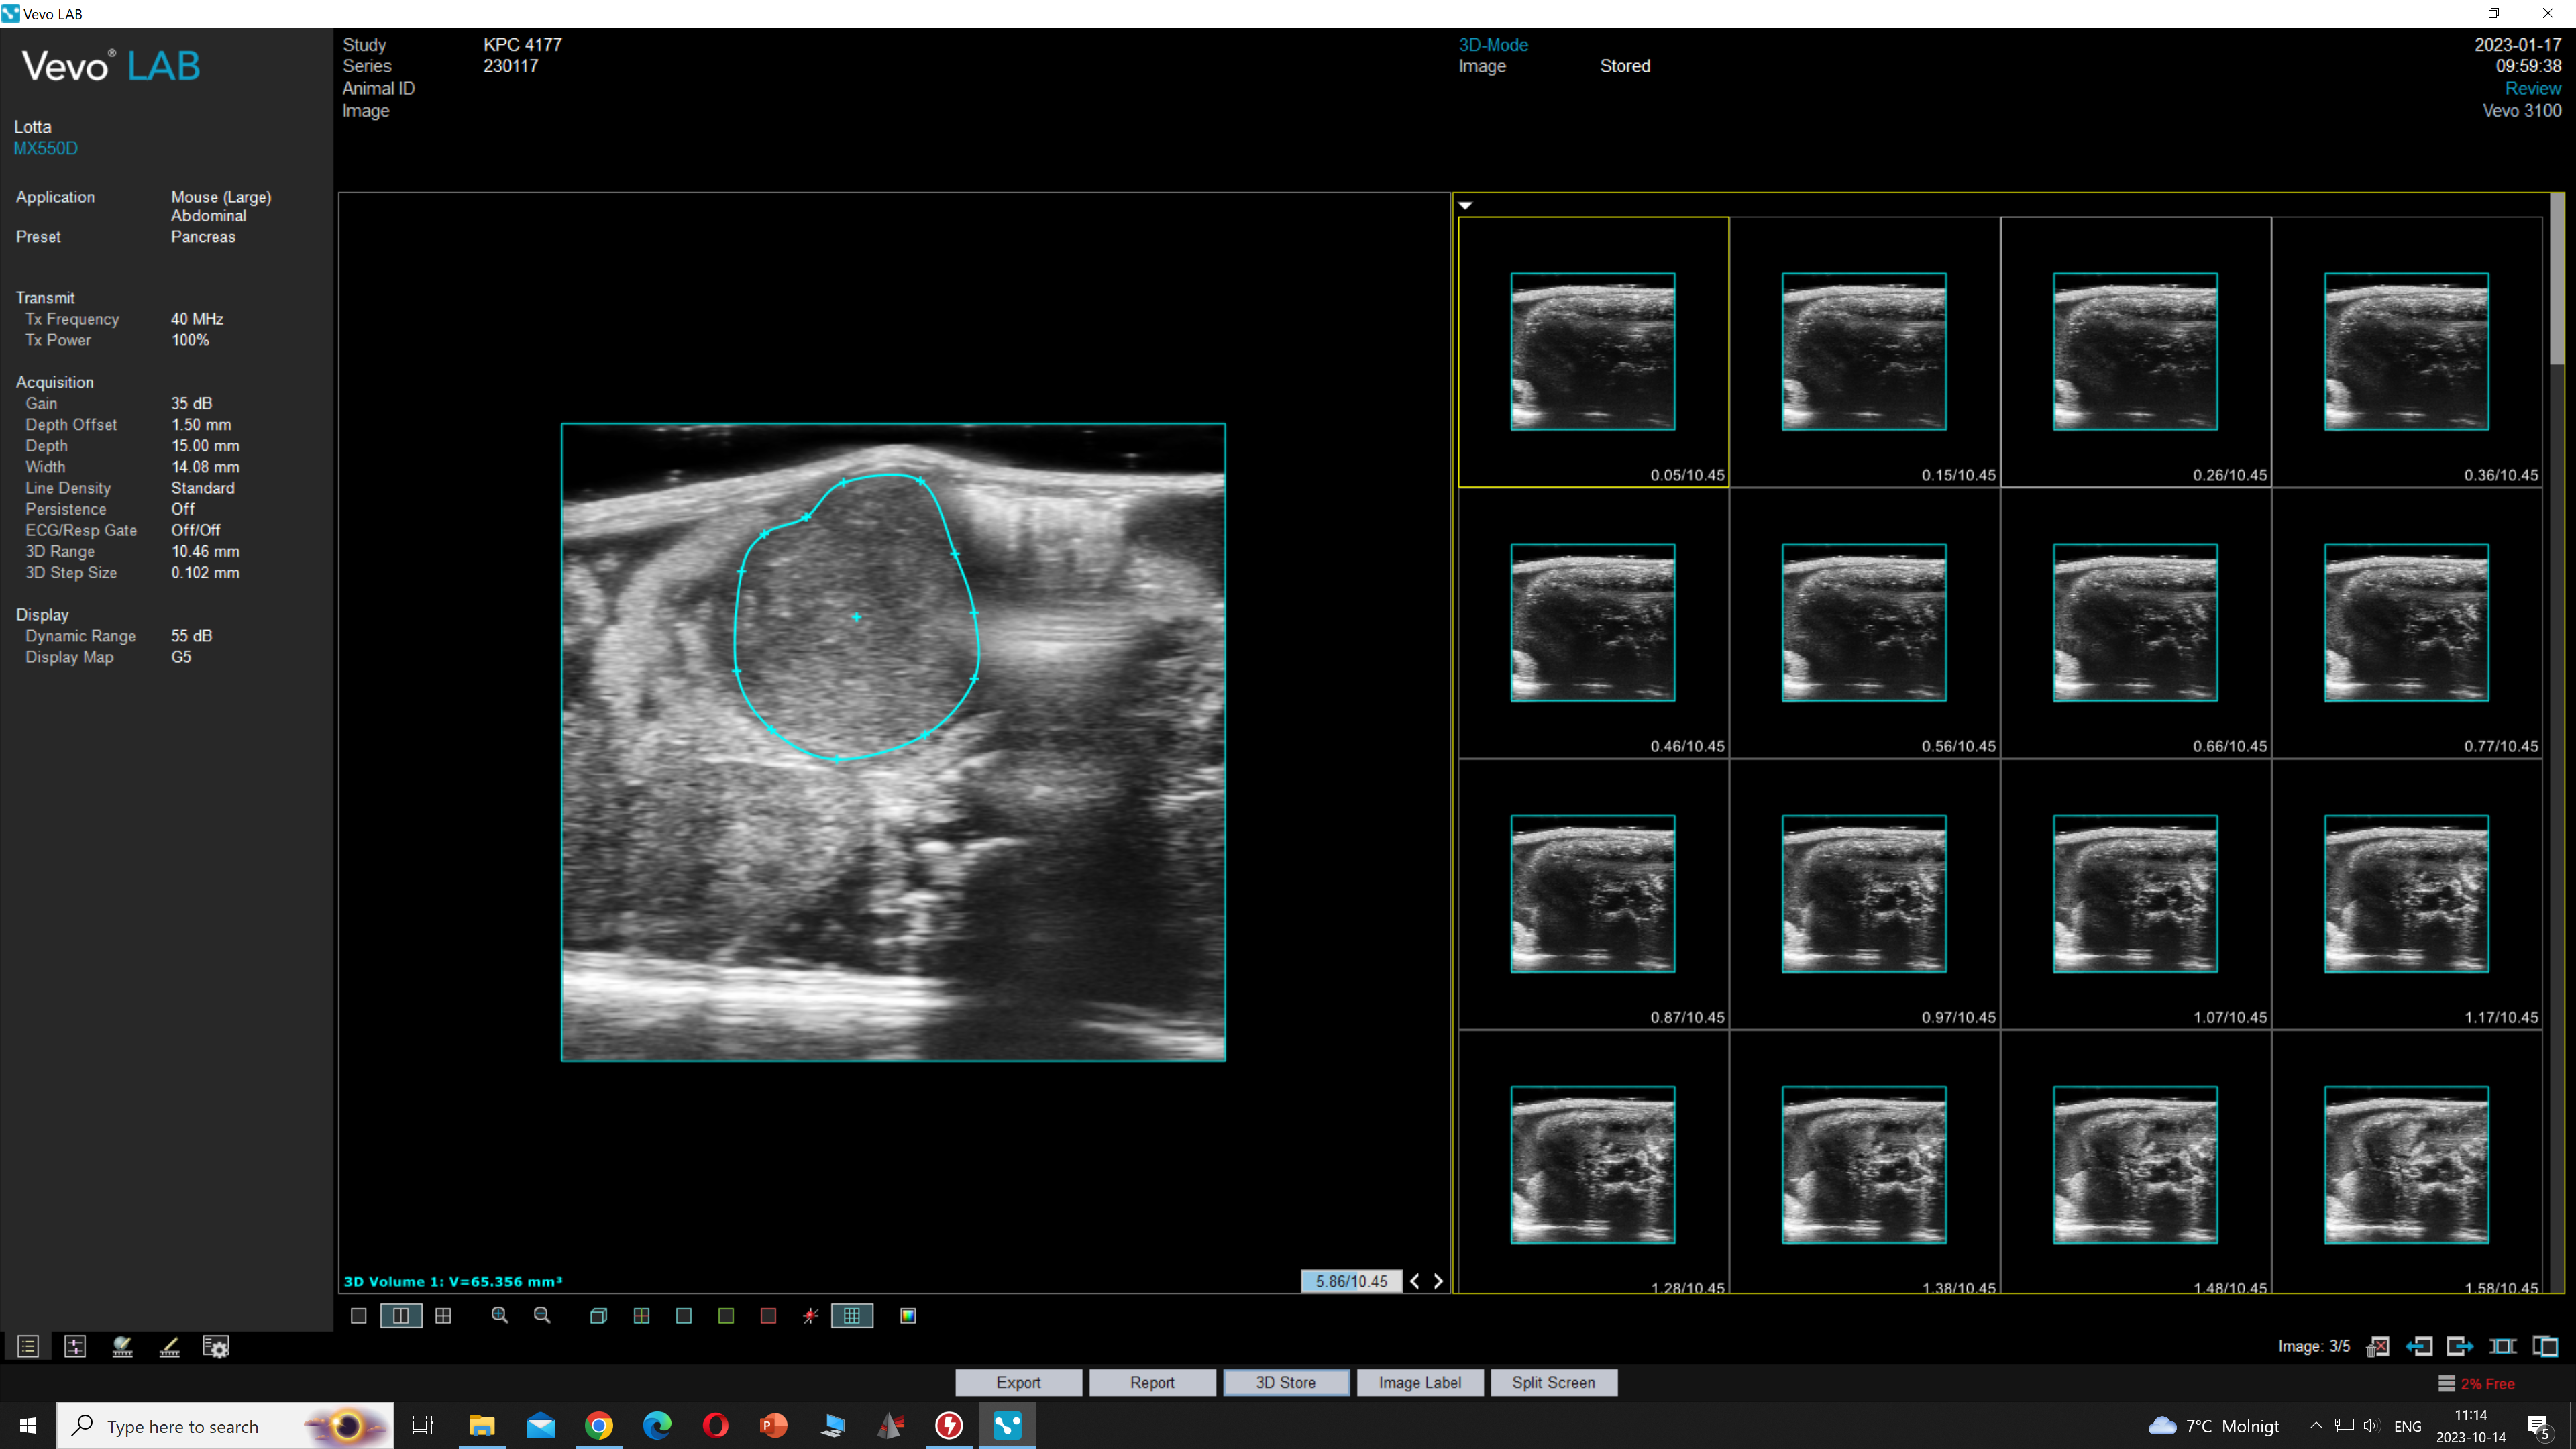 Vevo LAB
Vevo® LAB
Lotta
MX550D
Application Mouse (Large)
Abdominal
Preset Pancreas
Transmit
Tx Frequency 40 MHz
Tx Power 100%
Acquisition
Gain 35 dB
Depth Offset 1.50 mm
Depth 15.00 mm
Width 14.08 mm
Line Density Standard
Persistence Off
ECG/Resp Gate Off/Off
3D Range 10.46 mm
3D Step Size 0.102 mm
Display
Dynamic Range 55 dB
Display Map G5
Study KPC 4177
Series 230117
Animal ID
Image
3D-Mode
Image Stored
2023-01-17
09:59:38
Review
Vevo 3100
0.05/10.45 0.15/10.45 0.26/10.45 0.36/10.45
0.46/10.45 0.56/10.45 0.66/10.45 0.77/10.45
0.87/10.45 0.97/10.45 1.07/10.45 1.17/10.45
1.28/10.45 1.38/10.45 1.48/10.45 1.58/10.45
3D Volume 1: V=65.356 mm³
5.86/10.45
Image: 3/5
Export Report 3D Store Image Label Split Screen
2% Free
Type here to search
P
7°C Molnigt
ENG
11:14
2023-10-14
5